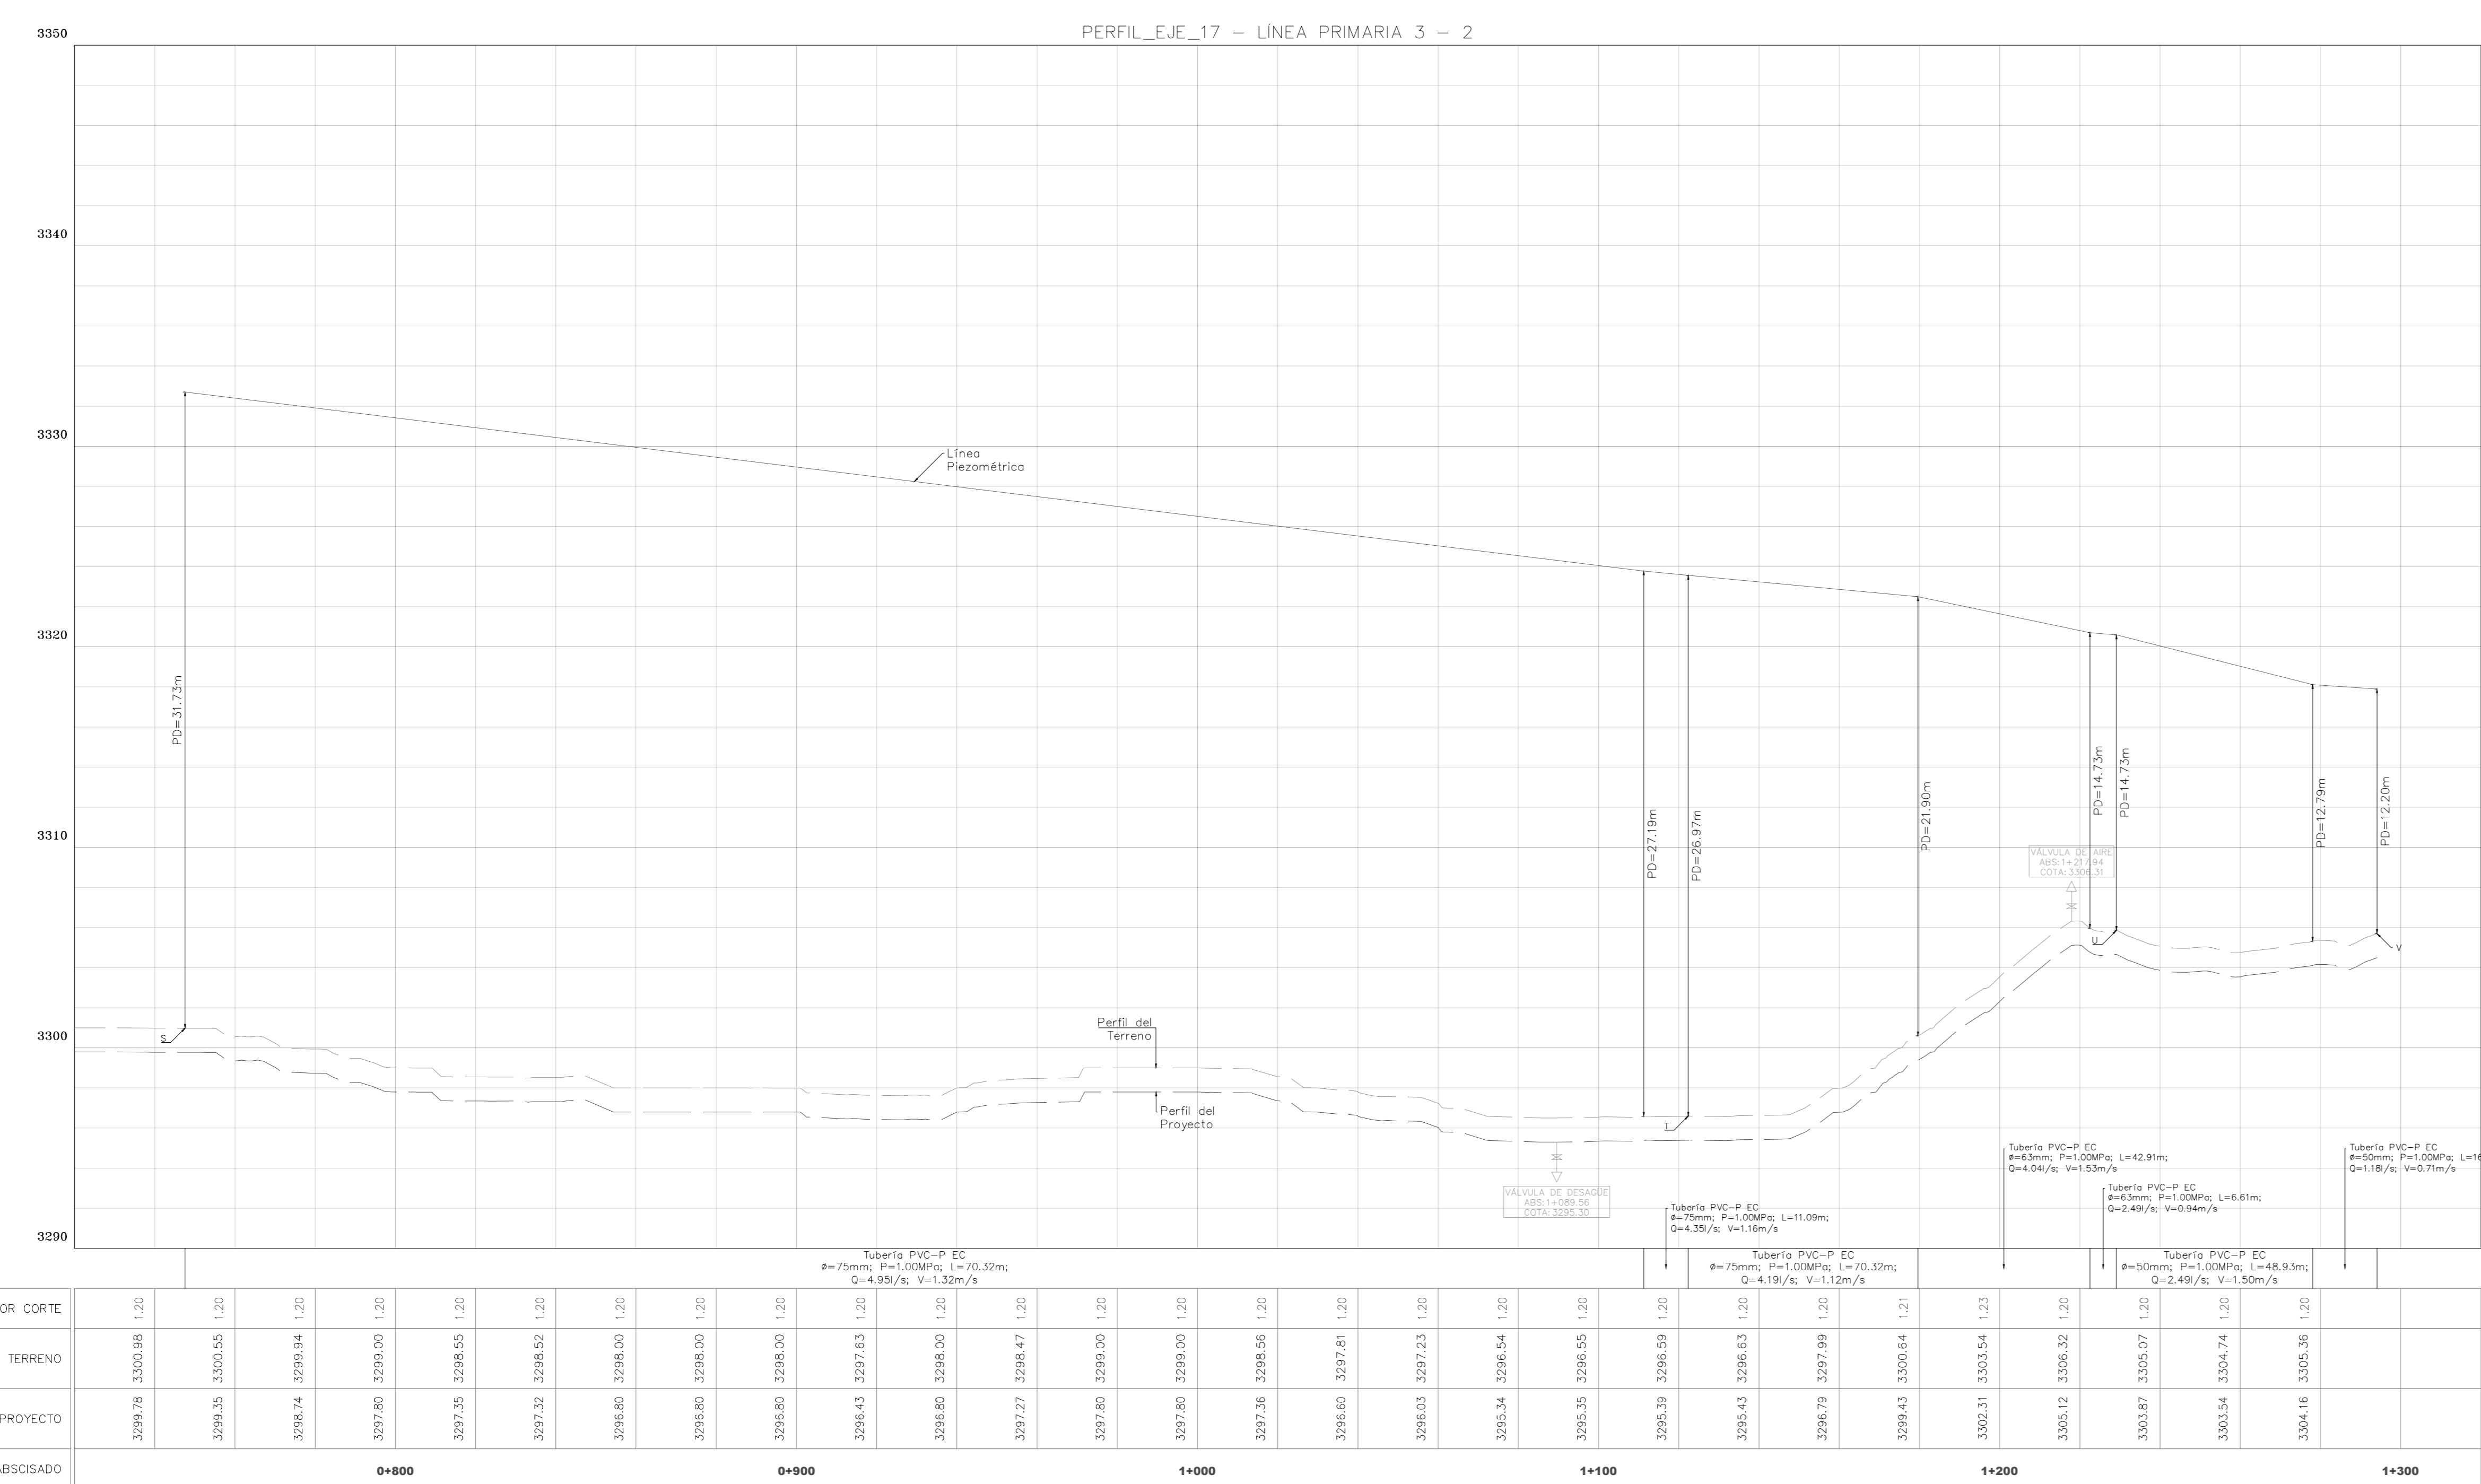 PERFIL_EJE_17 - LÍNEA PRIMARIA 3 - 2
3350
3340
3330
3320
3310
3300
3290
Línea
Piezométrica
PD=31.73m
PD=27.19m
PD=26.97m
PD=21.90m
PD=14.73m
PD=14.73m
PD=12.79m
PD=12.20m
VÁLVULA DE AIRE
ABS: 1+217.94
COTA: 3306.31
S
T
U
V
Perfil del
Terreno
Perfil del
Proyecto
VÁLVULA DE DESAGÜE
ABS: 1+089.56
COTA: 3295.30
Tubería PVC-P EC
ø=75mm; P=1.00MPa; L=11.09m;
Q=4.35l/s; V=1.16m/s
Tubería PVC-P EC
ø=63mm; P=1.00MPa; L=42.91m;
Q=4.04l/s; V=1.53m/s
Tubería PVC-P EC
ø=63mm; P=1.00MPa; L=6.61m;
Q=2.49l/s; V=0.94m/s
Tubería PVC-P EC
ø=50mm; P=1.00MPa; L=16
Q=1.18l/s; V=0.71m/s
Tubería PVC-P EC
ø=75mm; P=1.00MPa; L=70.32m;
Q=4.95l/s; V=1.32m/s
Tubería PVC-P EC
ø=75mm; P=1.00MPa; L=70.32m;
Q=4.19l/s; V=1.12m/s
Tubería PVC-P EC
ø=50mm; P=1.00MPa; L=48.93m;
Q=2.49l/s; V=1.50m/s
OR CORTE 1.20 1.20 1.20 1.20 1.20 1.20 1.20 1.20 1.20 1.20 1.20 1.20 1.20 1.20 1.20 1.20 1.20 1.20 1.20 1.20 1.20 1.20 1.21 1.23 1.20 1.20 1.20 1.20
TERRENO 3300.98 3300.55 3299.94 3299.00 3298.55 3298.52 3298.00 3298.00 3298.00 3297.63 3298.00 3298.47 3299.00 3299.00 3298.56 3297.81 3297.23 3296.54 3296.55 3296.59 3296.63 3297.99 3300.64 3303.54 3306.32 3305.07 3304.74 3305.36
PROYECTO 3299.78 3299.35 3298.74 3297.80 3297.35 3297.32 3296.80 3296.80 3296.80 3296.43 3296.80 3297.27 3297.80 3297.80 3297.36 3296.60 3296.03 3295.34 3295.35 3295.39 3295.43 3296.79 3299.43 3302.31 3305.12 3303.87 3303.54 3304.16
ABSCISADO 0+800 0+900 1+000 1+100 1+200 1+300